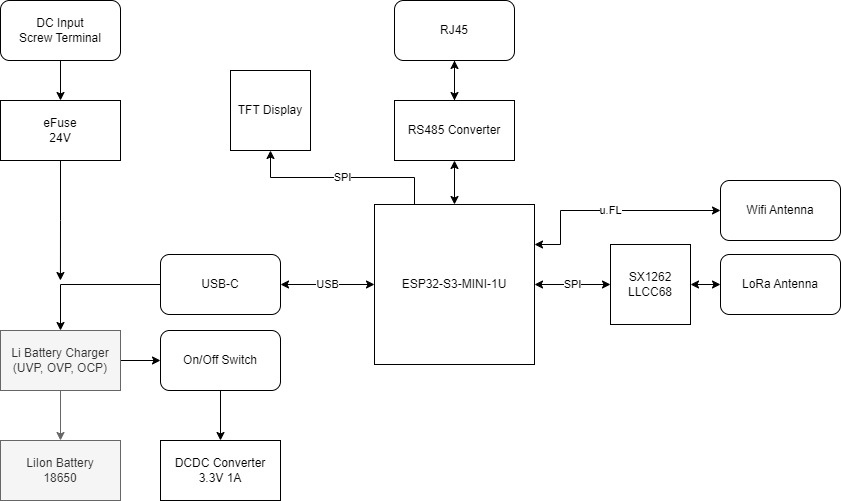 DC Input
Screw Terminal
RJ45
eFuse
24V
TFT Display
RS485 Converter
SPI
u.FL
Wifi Antenna
USB-C
USB
ESP32-S3-MINI-1U
SPI
SX1262
LLCC68
LoRa Antenna
Li Battery Charger
(UVP, OVP, OCP)
On/Off Switch
LiIon Battery
18650
DCDC Converter
3.3V 1A